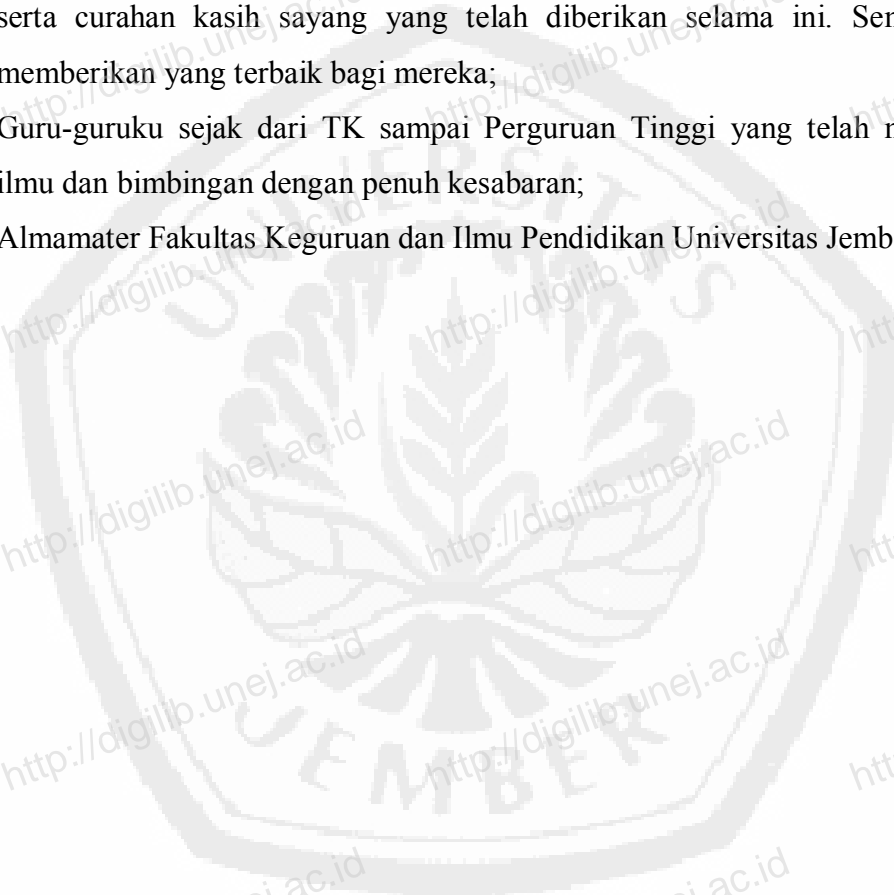 serta curahan kasih sayang yang telah diberikan selama ini. Sem
memberikan yang terbaik bagi mereka;
Guru-guruku sejak dari TK sampai Perguruan Tinggi yang telah m
ilmu dan bimbingan dengan penuh kesabaran;
Almamater Fakultas Keguruan dan Ilmu Pendidikan Universitas Jemb
UNIVERSITAS
JEMBER
http://digilib.unej.ac.id
http://digilib.unej.ac.id
http://digilib.unej.ac.id
http://digilib.unej.ac.id
http://digilib.unej.ac.id
http://digilib.unej.ac.id
http://digilib.unej.ac.id
http://digilib.unej.ac.id